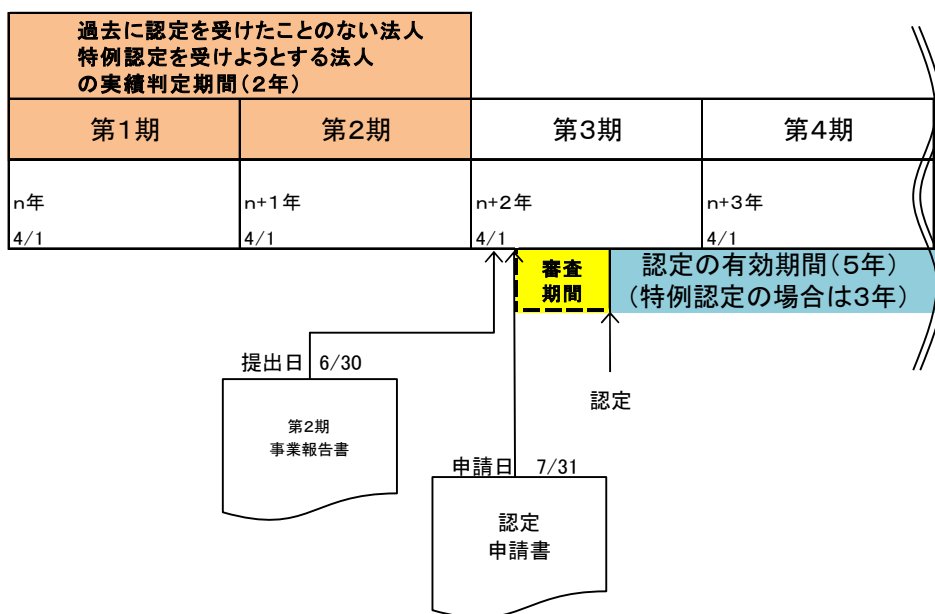 過去に認定を受けたことのない法人
特例認定を受けようとする法人
の実績判定期間(2年)
第1期
第2期
第3期
第4期
n年
4/1
n+1年
4/1
n+2年
4/1
n+3年
4/1
審査
期間
認定の有効期間(5年)
(特例認定の場合は3年)
提出日 6/30
認定
第2期
事業報告書
申請日 7/31
認定
申請書